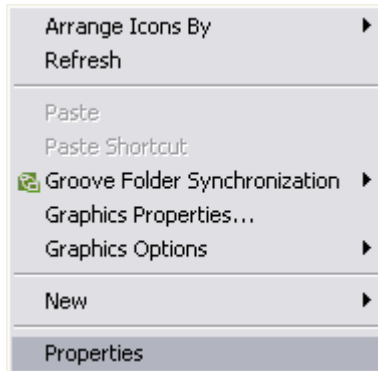 Arrange Icons By
Refresh
Paste
Paste Shortcut
Groove Folder Synchronization
Graphics Properties...
Graphics Options
New
Properties